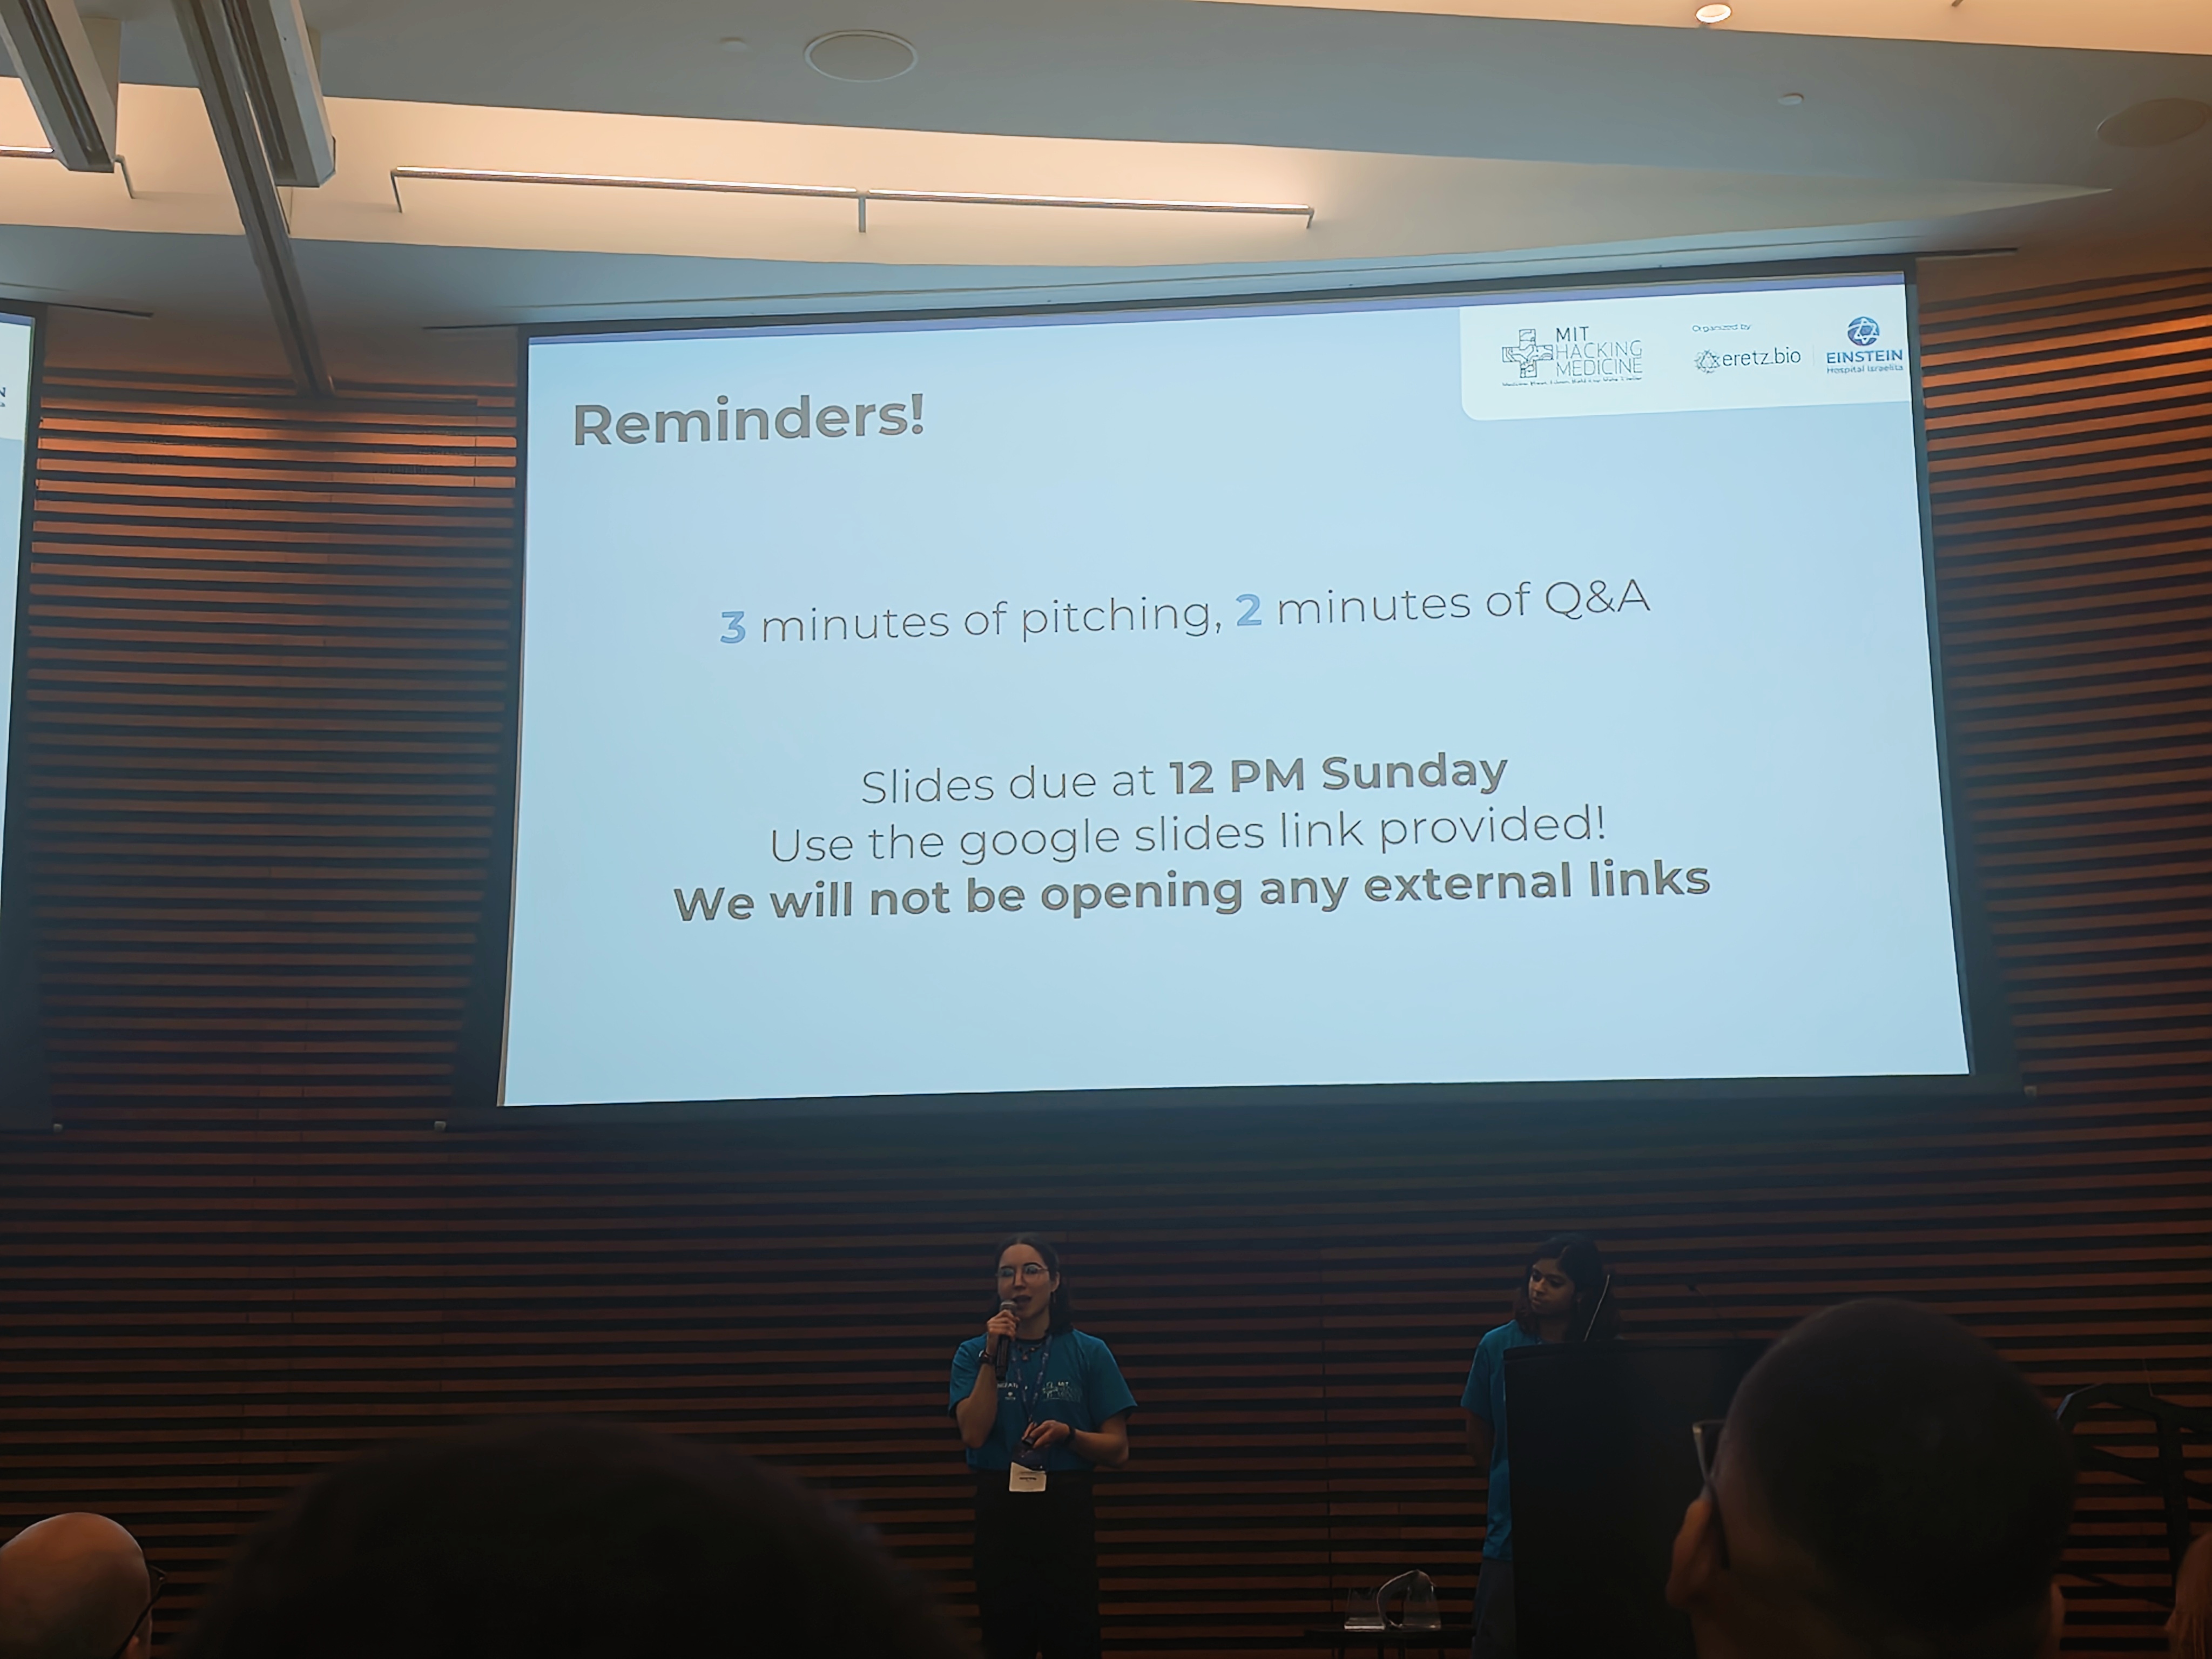 MIT
HACKING
MEDICINE
Organized by
eretz.bio
EINSTEIN
Hospital Israelita
Reminders!
3 minutes of pitching, 2 minutes of Q&A
Slides due at 12 PM Sunday
Use the google slides link provided!
We will not be opening any external links